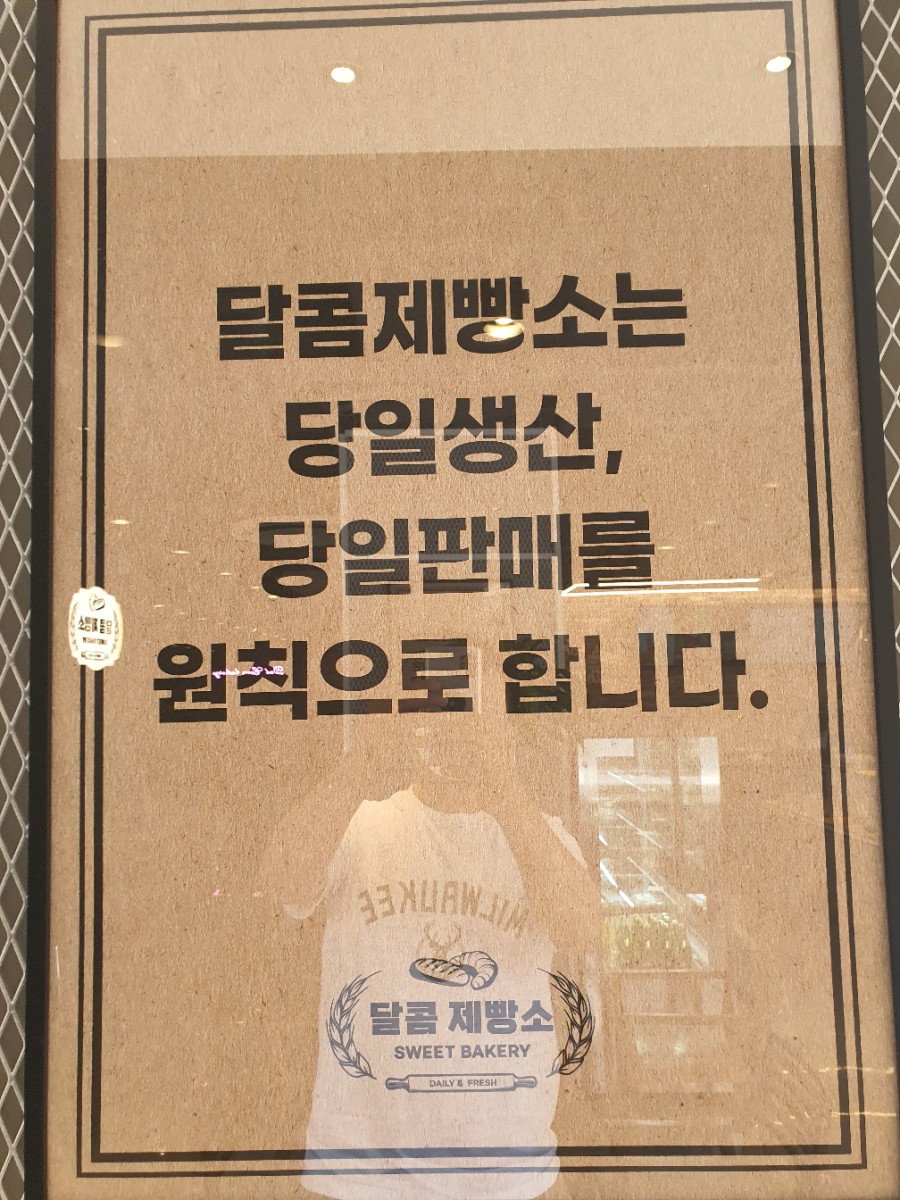 달콤제빵소는
당일생산,
당일판매를
원칙으로 합니다.
MILWAUKEE
달콤 제빵소
SWEET BAKERY
DAILY & FRESH